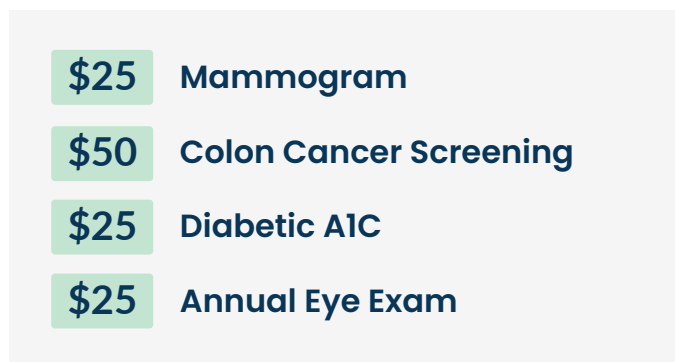 $25 Mammogram
$50 Colon Cancer Screening
$25 Diabetic A1C
$25 Annual Eye Exam